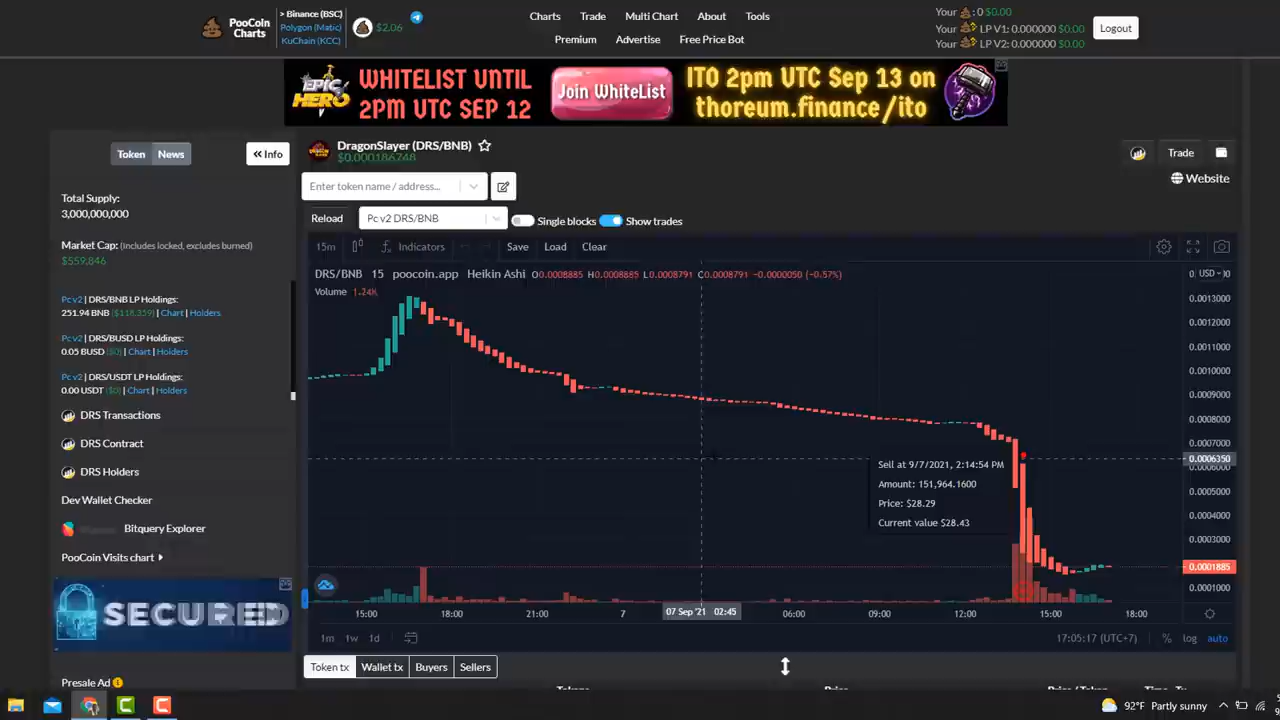 PooCoin
Charts
> Binance (BSC)
Polygon (Matic)
KuChain (KCC)
$2.06
Charts
Trade
Multi Chart
About
Tools
Premium
Advertise
Free Price Bot
Your : 0 $0.00
Your LP V1: 0.000000 $0.00
Your LP V2: 0.000000 $0.00
Logout
EPIC HERO
WHITELIST UNTIL
2PM UTC SEP 12
Join WhiteList
ITO 2pm UTC Sep 13 on
thoreum.finance/ito
Token
News
Info
Total Supply:
3,000,000,000
Market Cap: (Includes locked, excludes burned)
$559,846
Pc v2 | DRS/BNB LP Holdings:
251.94 BNB ($118,359) | Chart | Holders
Pc v2 | DRS/BUSD LP Holdings:
0.05 BUSD ($0) | Chart | Holders
Pc v2 | DRS/USDT LP Holdings:
0.00 USDT ($0) | Chart | Holders
DRS Transactions
DRS Contract
DRS Holders
Dev Wallet Checker
Bitquery Explorer
PooCoin Visits chart
SECURED
Presale Ad
DragonSlayer (DRS/BNB)
$0.000186748
Trade
Website
Enter token name / address...
Reload
Pc v2 DRS/BNB
Single blocks
Show trades
15m
Indicators
Save
Load
Clear
DRS/BNB 15 poocoin.app Heikin Ashi O0.0008885 H0.0008885 L0.0008791 C0.0008791 -0.0000050 (-0.57%)
Volume 1.24K
USD
0.0013000
0.0012000
0.0011000
0.0010000
0.0009000
0.0008000
0.0007000
0.0006350
0.0006000
0.0005000
0.0004000
0.0003000
0.0001885
0.0001000
Sell at 9/7/2021, 2:14:54 PM
Amount: 151,964.1600
Price: $28.29
Current value $28.43
15:00
18:00
21:00
7
07 Sep '21 02:45
06:00
09:00
12:00
15:00
18:00
1m
1w
1d
17:05:17 (UTC+7)
%
log
auto
Token tx
Wallet tx
Buyers
Sellers
92°F Partly sunny